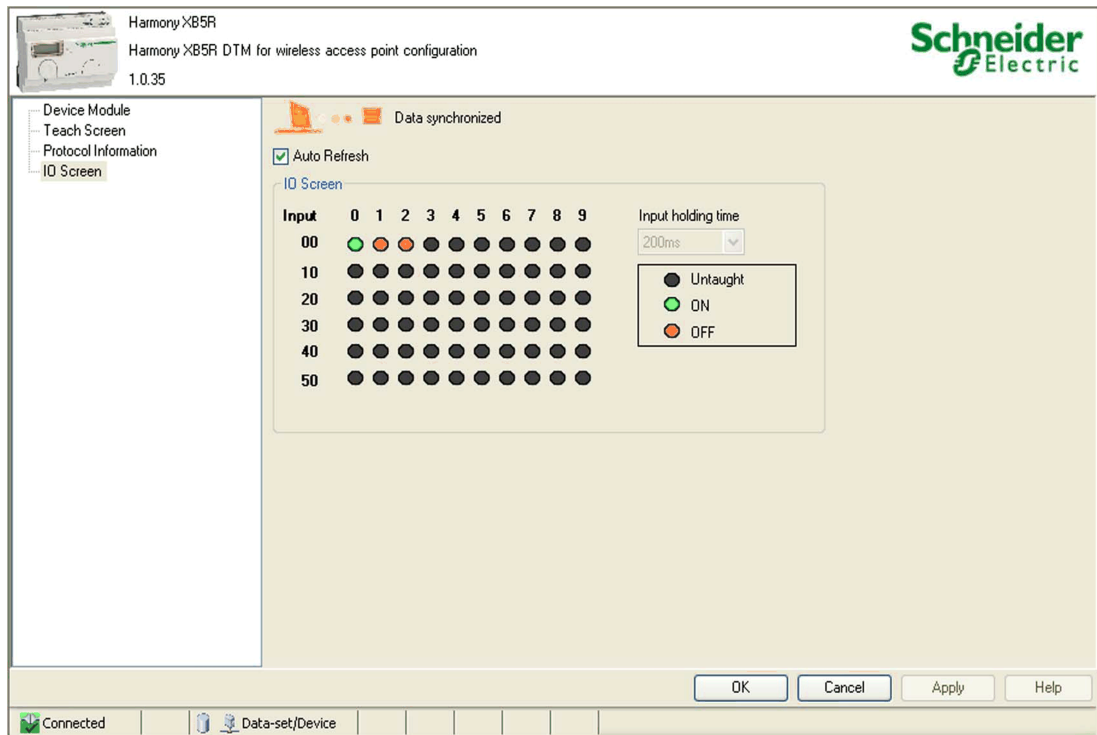 Harmony XB5R
Harmony XB5R DTM for wireless access point configuration
1.0.35
Schneider
Electric
Device Module
Teach Screen
Protocol Information
IO Screen
Data synchronized
Auto Refresh
IO Screen
Input 0 1 2 3 4 5 6 7 8 9
00
10
20
30
40
50
Input holding time
200ms
Untaught
ON
OFF
OK Cancel Apply Help
Connected Data-set/Device